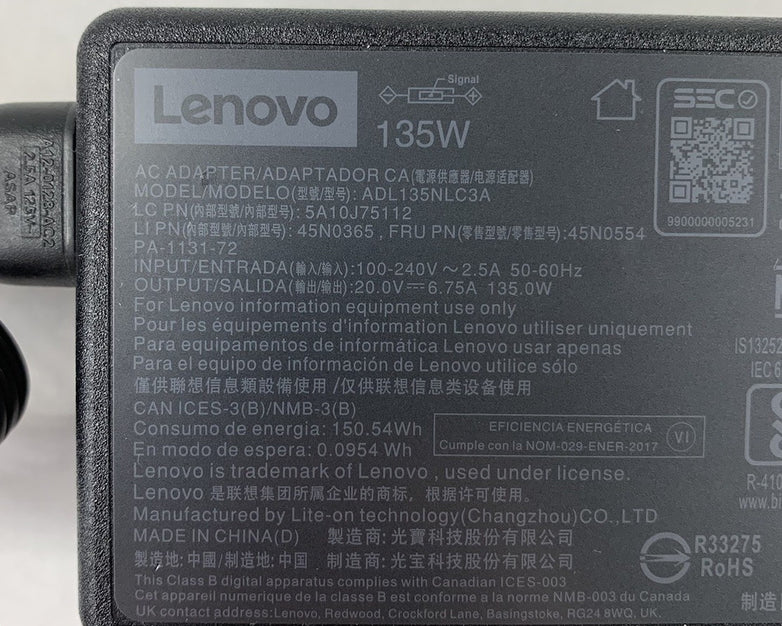 Lenovo
Signal
135W
SEC
9900000005231
AC ADAPTER/ADAPTADOR CA(電源供應器/电源适配器)
MODEL/MODELO(型號/型号): ADL135NLC3A
LC PN(內部型號/内部型号): 5A10J75112
LI PN(內部型號/内部型号): 45N0365 , FRU PN(零售型號/零售型号):45N0554
PA-1131-72
INPUT/ENTRADA(輸入/输入):100-240V ~ 2.5A 50-60Hz
OUTPUT/SALIDA(輸出/输出):20.0V⎓6.75A 135.0W
For Lenovo information equipment use only
Pour les équipements d'information Lenovo utiliser uniquement
Para equipamentos de informática Lenovo usar apenas
Para el equipo de información de Lenovo utilice sólo
僅供聯想信息類設備使用 /仅供联想信息类设备使用
CAN ICES-3(B)/NMB-3(B)
Consumo de energia: 150.54Wh
En modo de espera: 0.0954 Wh
EFICIENCIA ENERGÉTICA
Cumple con la NOM-029-ENER-2017
VI
Lenovo is trademark of Lenovo , used under license.
Lenovo 是联想集团所属企业的商标，根据许可使用。
Manufactured by Lite-on technology(Changzhou)CO.,LTD
MADE IN CHINA(D) 製造商: 光寶科技股份有限公司
製造地: 中國/制造地: 中国 制造商: 光宝科技股份有限公司
This Class B digital apparatus complies with Canadian ICES-003
Cet appareil numerique de la classe B est conforme a la norme NMB-003 du Canada
UK contact address:Lenovo, Redwood, Crockford Lane, Basingstoke, RG24 8WQ, UK.
R33275
RoHS
IS13252
IEC 6
R-410
www.b
製造
2.5A 125V~
ASAP